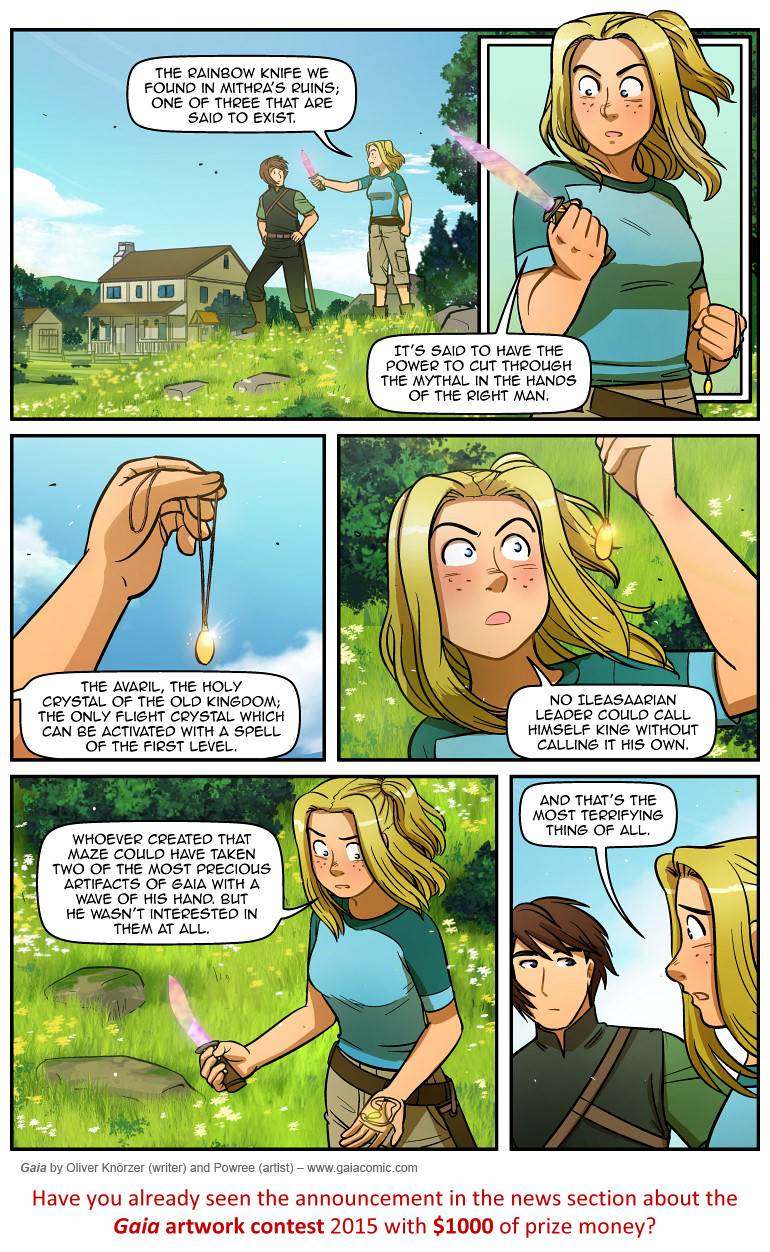 THE RAINBOW KNIFE WE
FOUND IN MITHRA'S RUINS;
ONE OF THREE THAT ARE
SAID TO EXIST.
IT'S SAID TO HAVE THE
POWER TO CUT THROUGH
THE MYTHAL IN THE HANDS
OF THE RIGHT MAN.
THE AVARIL, THE HOLY
CRYSTAL OF THE OLD KINGDOM;
THE ONLY FLIGHT CRYSTAL WHICH
CAN BE ACTIVATED WITH A SPELL
OF THE FIRST LEVEL.
NO ILEASAARIAN
LEADER COULD CALL
HIMSELF KING WITHOUT
CALLING IT HIS OWN.
WHOEVER CREATED THAT
MAZE COULD HAVE TAKEN
TWO OF THE MOST PRECIOUS
ARTIFACTS OF GAIA WITH A
WAVE OF HIS HAND. BUT
HE WASN'T INTERESTED IN
THEM AT ALL.
AND THAT'S THE
MOST TERRIFYING
THING OF ALL.
Gaia by Oliver Knörzer (writer) and Powree (artist) – www.gaiacomic.com
Have you already seen the announcement in the news section about the
Gaia artwork contest 2015 with $1000 of prize money?